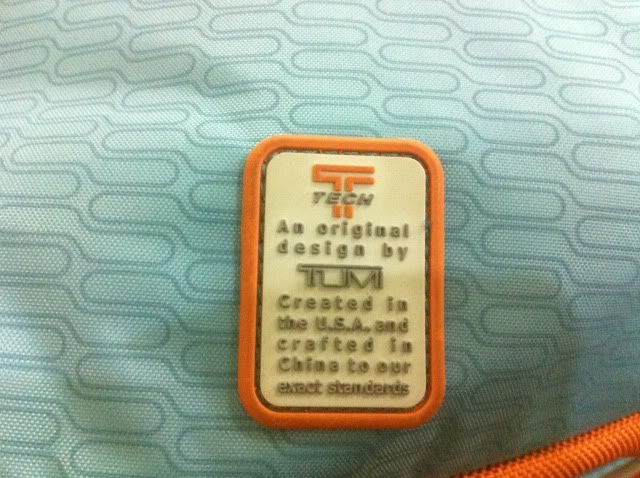 T
TECH
An original
design by
TUMI
Created in
the U.S.A. and
crafted in
China to our
exact standards